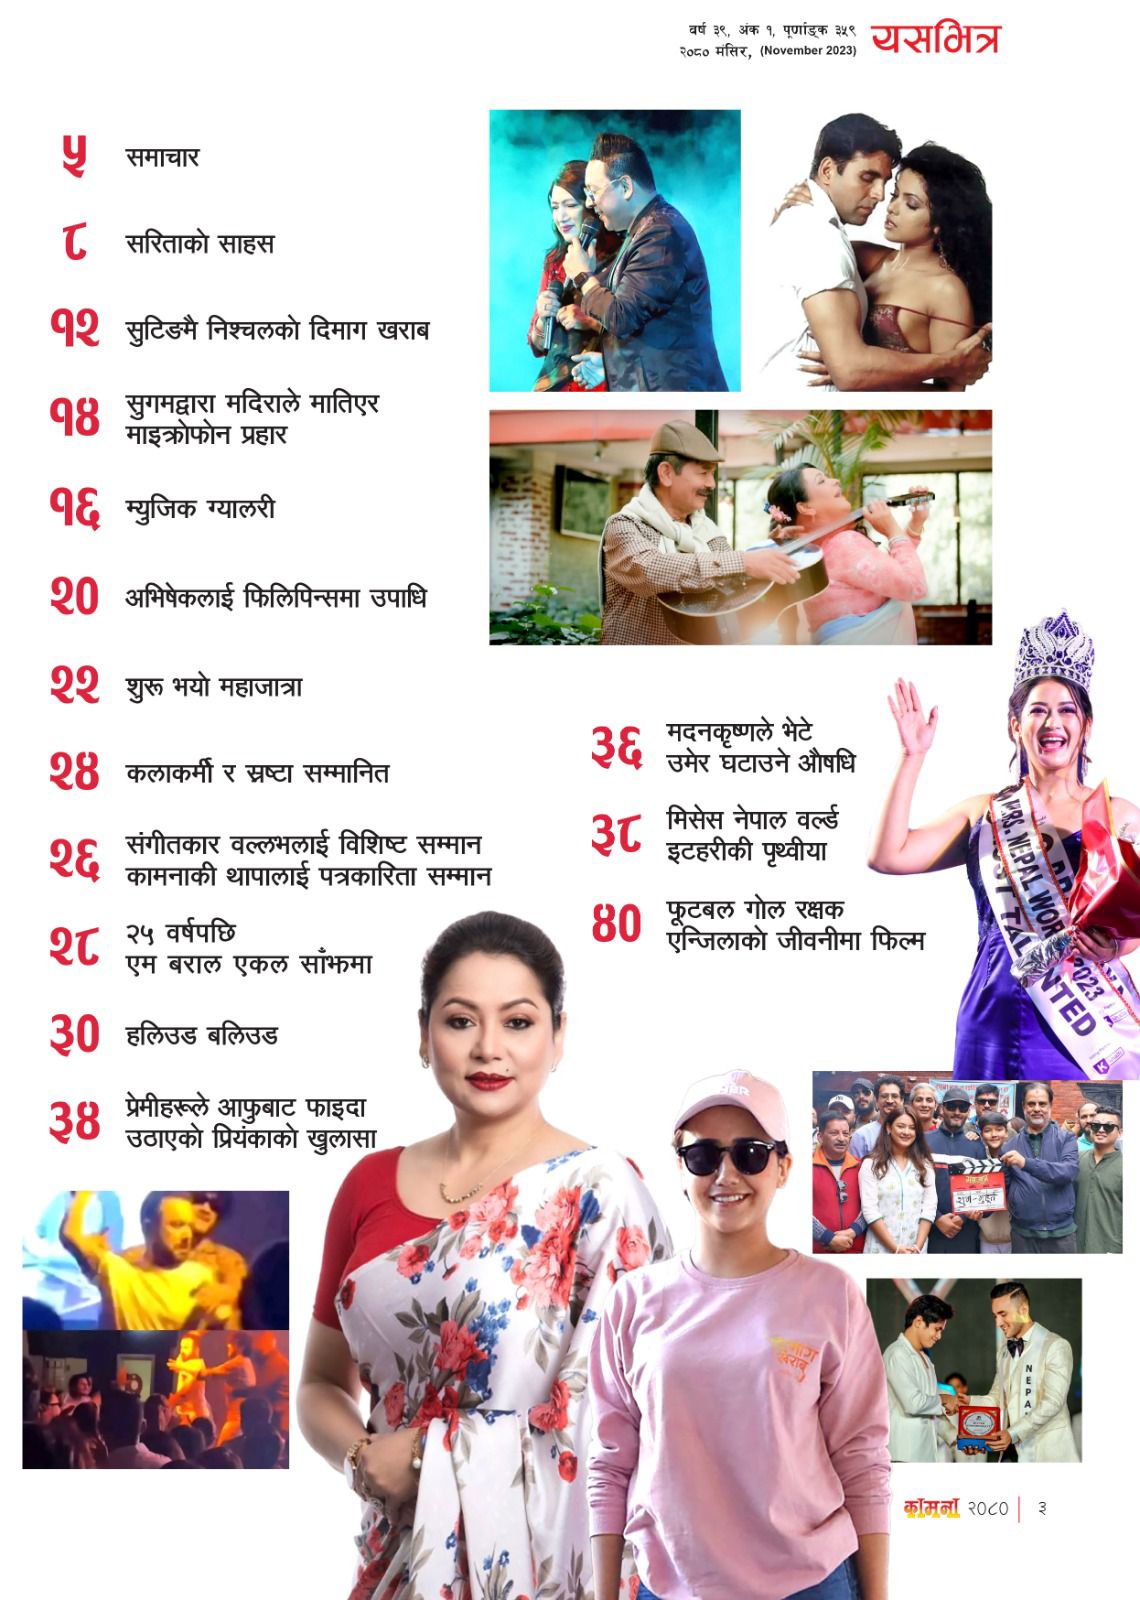 वर्ष ३९, अंक १, पूर्णाङ्क ३५९
२०८० मंसिर, (November 2023)
यसभित्र
५ समाचार
८ सरिताको साहस
१२ सुटिङमै निश्चलको दिमाग खराब
१४ सुगमद्वारा मदिराले मातिएर
माइक्रोफोन प्रहार
१६ म्युजिक ग्यालरी
२० अभिषेकलाई फिलिपिन्समा उपाधि
२२ शुरू भयो महाजात्रा
२४ कलाकर्मी र स्रष्टा सम्मानित
२६ संगीतकार वल्लभलाई विशिष्ट सम्मान
कामनाकी थापालाई पत्रकारिता सम्मान
२८ २५ वर्षपछि
एम बराल एकल साँझमा
३० हलिउड बलिउड
३४ प्रेमीहरूले आफुबाट फाइदा
उठाएको प्रियंकाको खुलासा
३६ मदनकृष्णले भेटे
उमेर घटाउने औषधि
३८ मिसेस नेपाल वर्ल्ड
इटहरीकी पृथ्वीया
४० फूटबल गोल रक्षक
एन्जिलाको जीवनीमा फिल्म
MRS. NEPAL WORLD
2023
MOST TALENTED
शुभ-मुहूर्त
खराब
NEPAL
कामना २०८० | ३